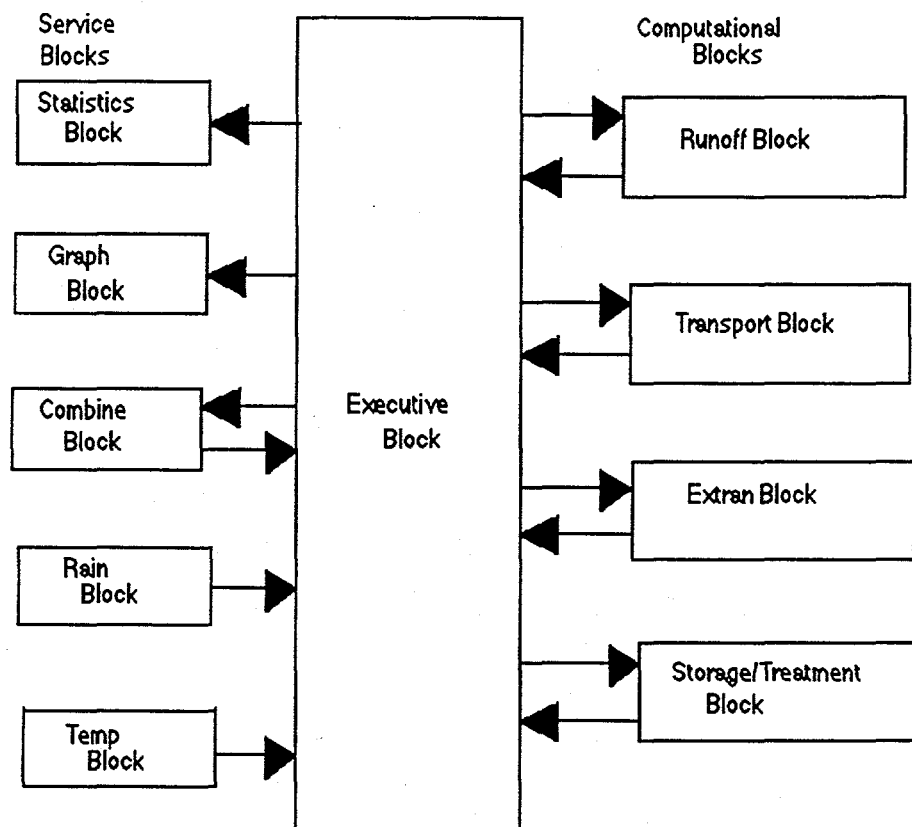 Service
Blocks
Statistics
Block
Graph
Block
Combine
Block
Rain
Block
Temp
Block
Executive
Block
Computational
Blocks
Runoff Block
Transport Block
Extran Block
Storage/Treatment
Block